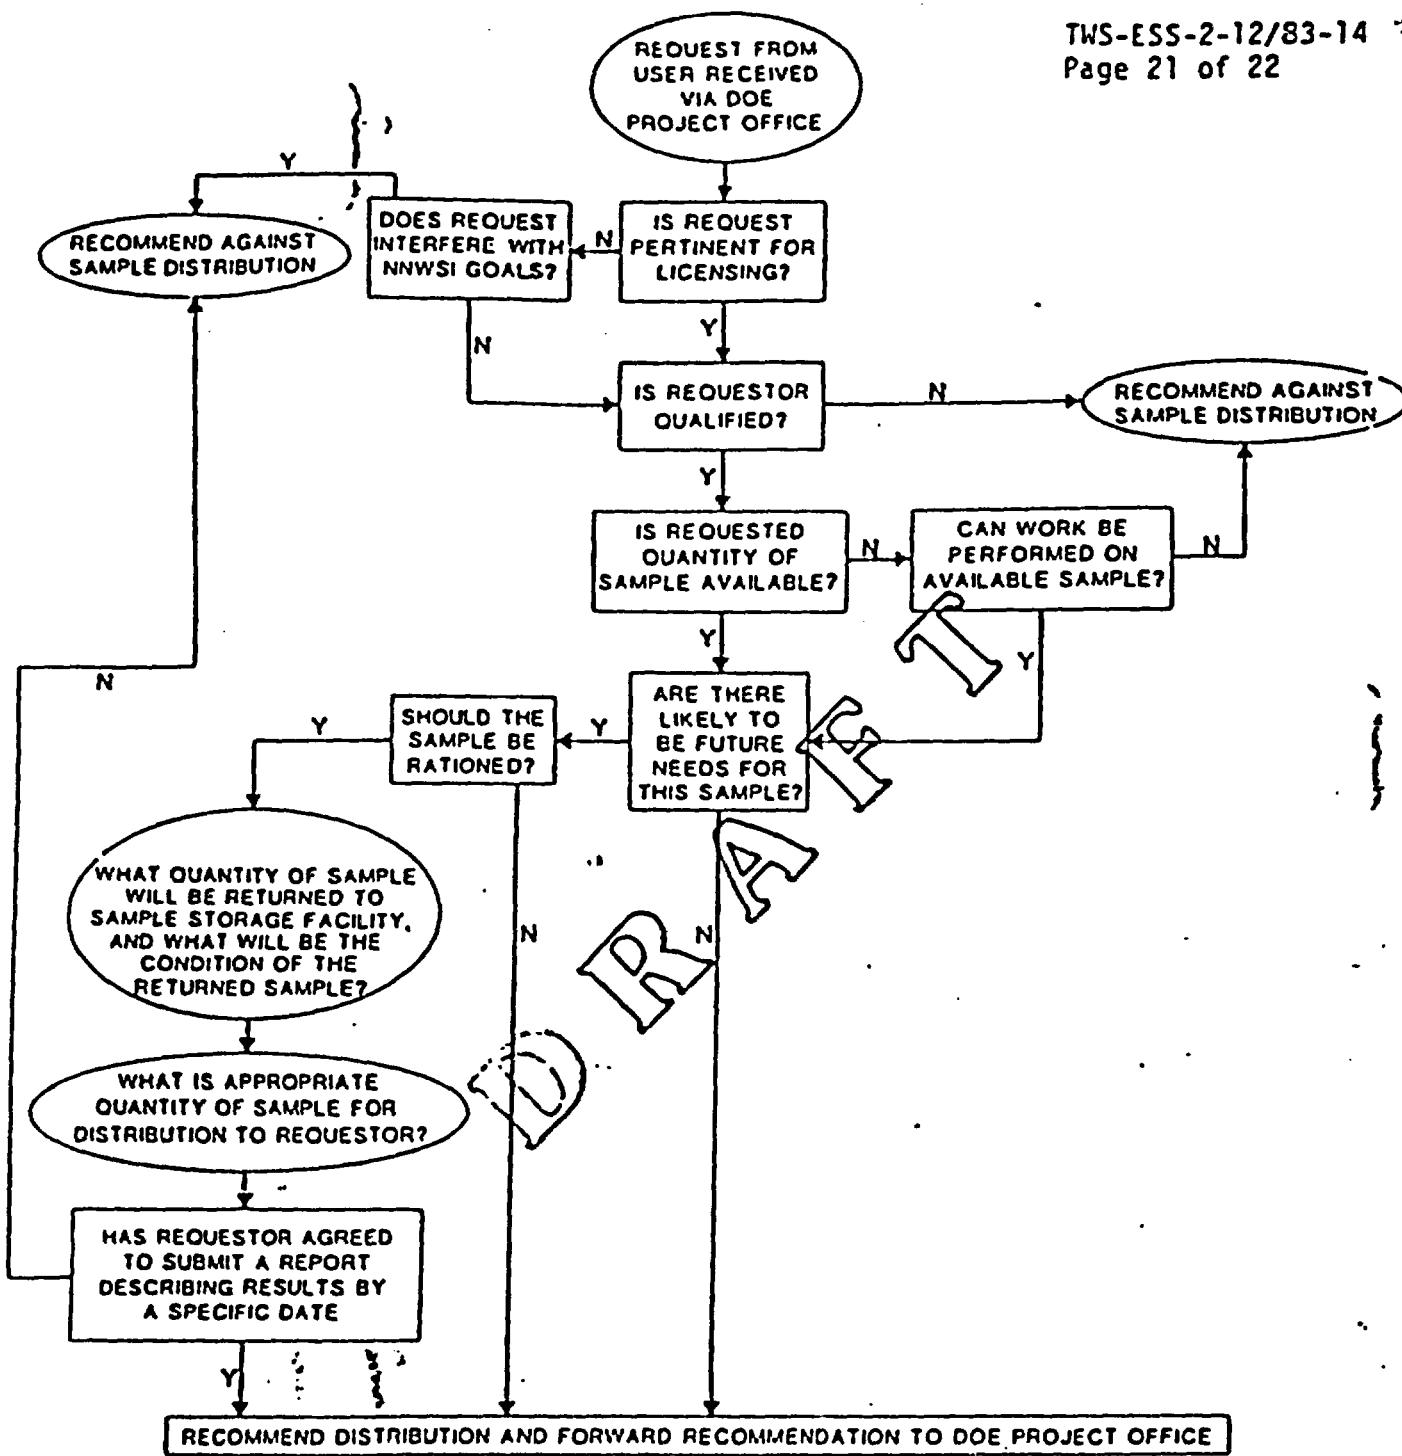 TWS-ESS-2-12/83-14
Page 21 of 22
REQUEST FROM
USER RECEIVED
VIA DOE
PROJECT OFFICE
Y
DOES REQUEST
INTERFERE WITH
NNWSI GOALS?
N
IS REQUEST
PERTINENT FOR
LICENSING?
RECOMMEND AGAINST
SAMPLE DISTRIBUTION
N
Y
IS REQUESTOR
QUALIFIED?
N
RECOMMEND AGAINST
SAMPLE DISTRIBUTION
Y
IS REQUESTED
QUANTITY OF
SAMPLE AVAILABLE?
N
CAN WORK BE
PERFORMED ON
AVAILABLE SAMPLE?
N
Y
Y
N
ARE THERE
LIKELY TO
BE FUTURE
NEEDS FOR
THIS SAMPLE?
Y
SHOULD THE
SAMPLE BE
RATIONED?
Y
WHAT QUANTITY OF SAMPLE
WILL BE RETURNED TO
SAMPLE STORAGE FACILITY,
AND WHAT WILL BE THE
CONDITION OF THE
RETURNED SAMPLE?
N
N
DRAFT
WHAT IS APPROPRIATE
QUANTITY OF SAMPLE FOR
DISTRIBUTION TO REQUESTOR?
HAS REQUESTOR AGREED
TO SUBMIT A REPORT
DESCRIBING RESULTS BY
A SPECIFIC DATE
Y
RECOMMEND DISTRIBUTION AND FORWARD RECOMMENDATION TO DOE PROJECT OFFICE